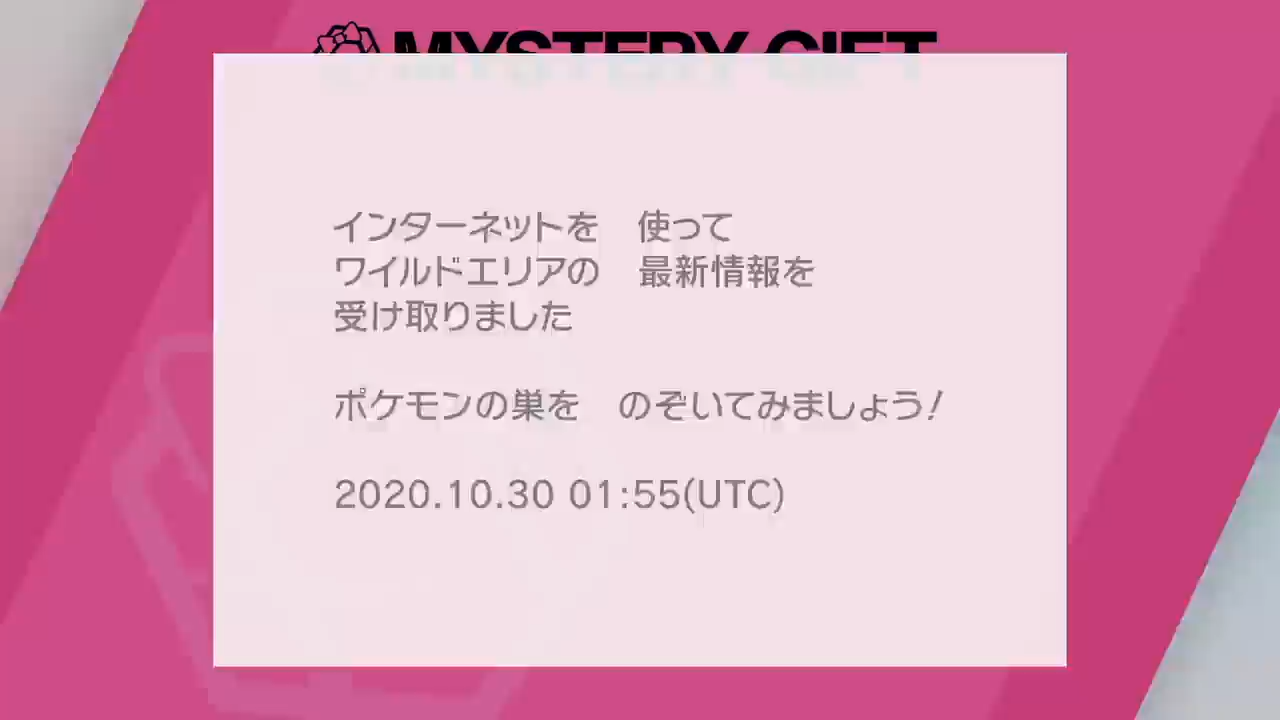 MYSTERY GIFT
インターネットを　使って
ワイルドエリアの　最新情報を
受け取りました
ポケモンの巣を　のぞいてみましょう!
2020.10.30 01:55(UTC)